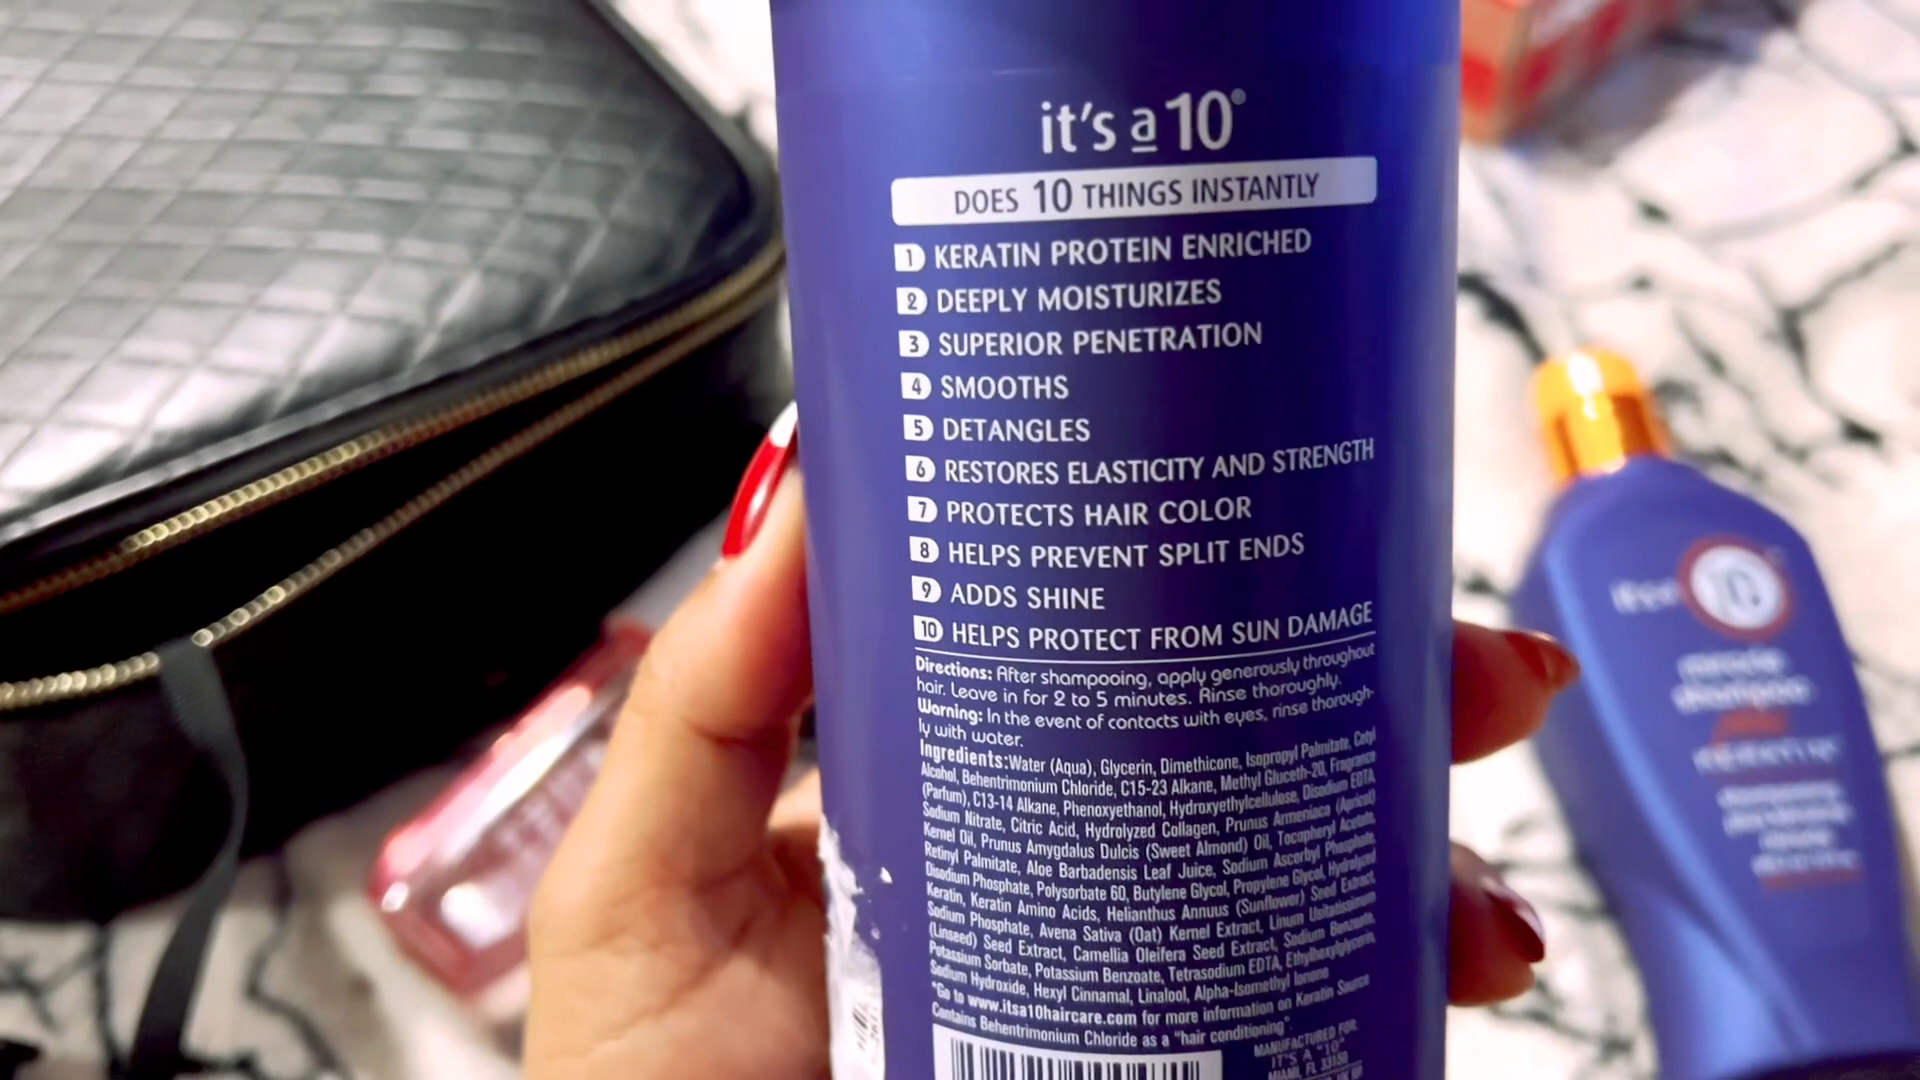 it's a 10®
DOES 10 THINGS INSTANTLY
1 KERATIN PROTEIN ENRICHED
2 DEEPLY MOISTURIZES
3 SUPERIOR PENETRATION
4 SMOOTHS
5 DETANGLES
6 RESTORES ELASTICITY AND STRENGTH
7 PROTECTS HAIR COLOR
8 HELPS PREVENT SPLIT ENDS
9 ADDS SHINE
10 HELPS PROTECT FROM SUN DAMAGE
Directions: After shampooing, apply generously throughout
hair. Leave in for 2 to 5 minutes. Rinse thoroughly.
Warning: In the event of contacts with eyes, rinse thorough-
ly with water.
Ingredients:Water (Aqua), Glycerin, Dimethicone, Isopropyl Palmitate, Cetyl
Alcohol, Behentrimonium Chloride, C15-23 Alkane, Methyl Gluceth-20, Fragrance
(Parfum), C13-14 Alkane, Phenoxyethanol, Hydroxyethylcellulose, Disodium EDTA,
Sodium Nitrate, Citric Acid, Hydrolyzed Collagen, Prunus Armeniaca (Apricot)
Kernel Oil, Prunus Amygdalus Dulcis (Sweet Almond) Oil, Tocopheryl Acetate,
Retinyl Palmitate, Aloe Barbadensis Leaf Juice, Sodium Ascorbyl Phosphate,
Disodium Phosphate, Polysorbate 60, Butylene Glycol, Propylene Glycol, Hydrolyzed
Keratin, Keratin Amino Acids, Helianthus Annuus (Sunflower) Seed Extract,
Sodium Phosphate, Avena Sativa (Oat) Kernel Extract, Linum Usitatissimum
(Linseed) Seed Extract, Camellia Oleifera Seed Extract, Sodium Benzoate,
Potassium Sorbate, Potassium Benzoate, Tetrasodium EDTA, Ethylhexylglycerin,
Sodium Hydroxide, Hexyl Cinnamal, Linalool, Alpha-Isomethyl Ionone
*Go to www.itsa10haircare.com for more information on Keratin Source
Contains Behentrimonium Chloride as a "hair conditioning".
MANUFACTURED FOR:
IT'S A "10"
MIAMI, FL 33150
it's a 10
miracle
shampoo
plus
KERATIN